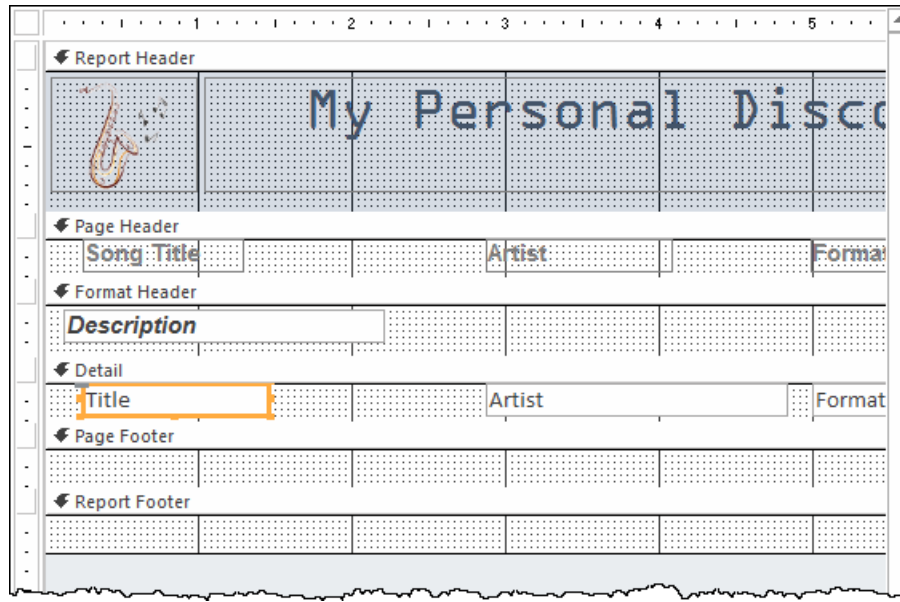 1 2 3 4 5
Report Header
My Personal Disco
Page Header
Song Title Artist Format
Format Header
Description
Detail
Title Artist Format
Page Footer
Report Footer